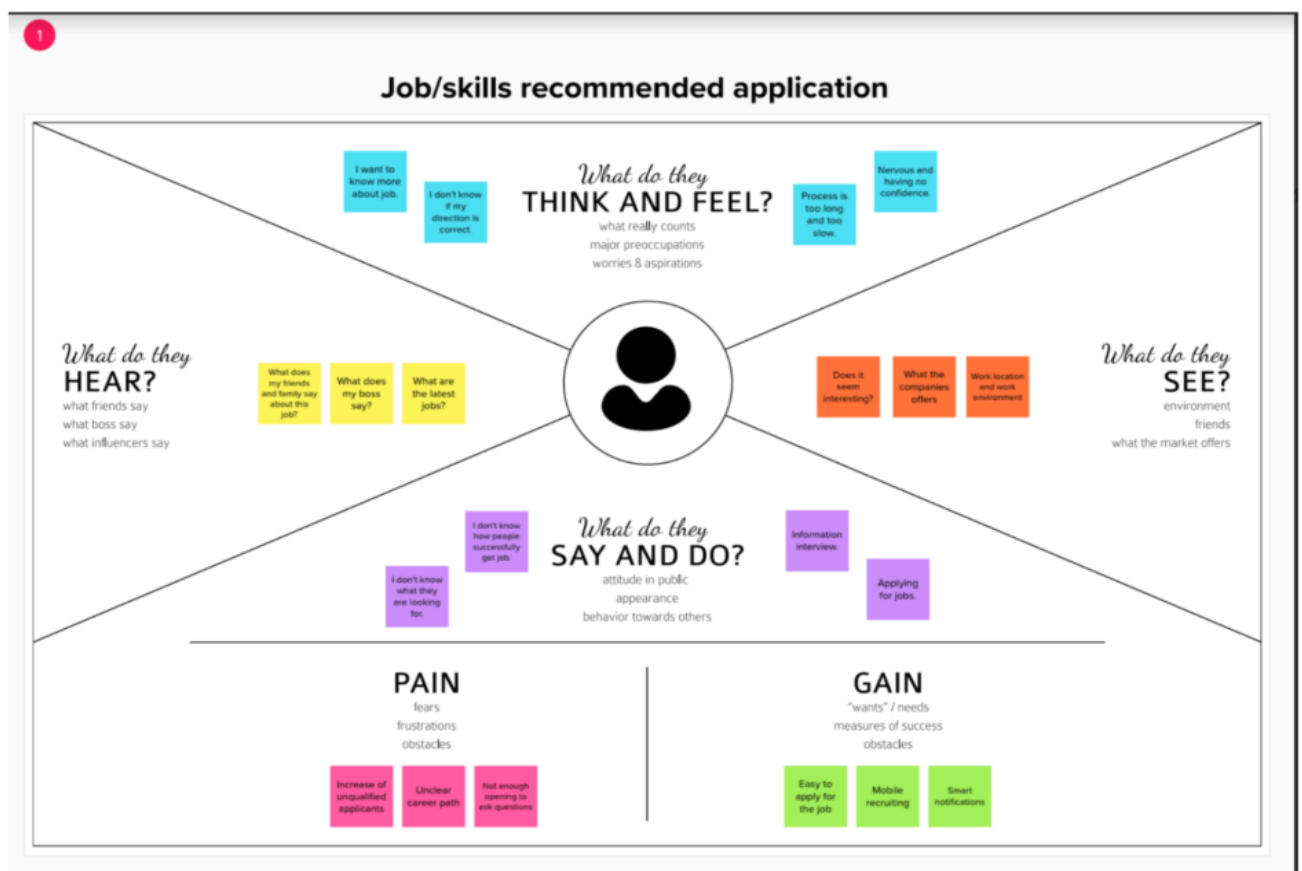 1
Job/skills recommended application
What do they
THINK AND FEEL?
what really counts
major preoccupations
worries & aspirations
I want to
know more
about job.
I don't know
if my
direction is
correct.
Process is
too long
and too
slow.
Nervous and
having no
confidence.
What do they
HEAR?
what friends say
what boss say
what influencers say
What does
my friends
and family say
about this
job?
What does
my boss
say?
What are
the latest
jobs?
Does it
seem
interesting?
What the
companies
offers
Work location
and work
environment
What do they
SEE?
environment
friends
what the market offers
What do they
SAY AND DO?
attitude in public
appearance
behavior towards others
I don't know
how people
successfully
get job.
I don't know
what they
are looking
for.
Information
interview.
Applying
for jobs.
PAIN
fears
frustrations
obstacles
Increase of
unqualified
applicants
Unclear
career path
Not enough
opening to
ask questions
GAIN
"wants" / needs
measures of success
obstacles
Easy to
apply for
the job
Mobile
recruiting
Smart
notifications